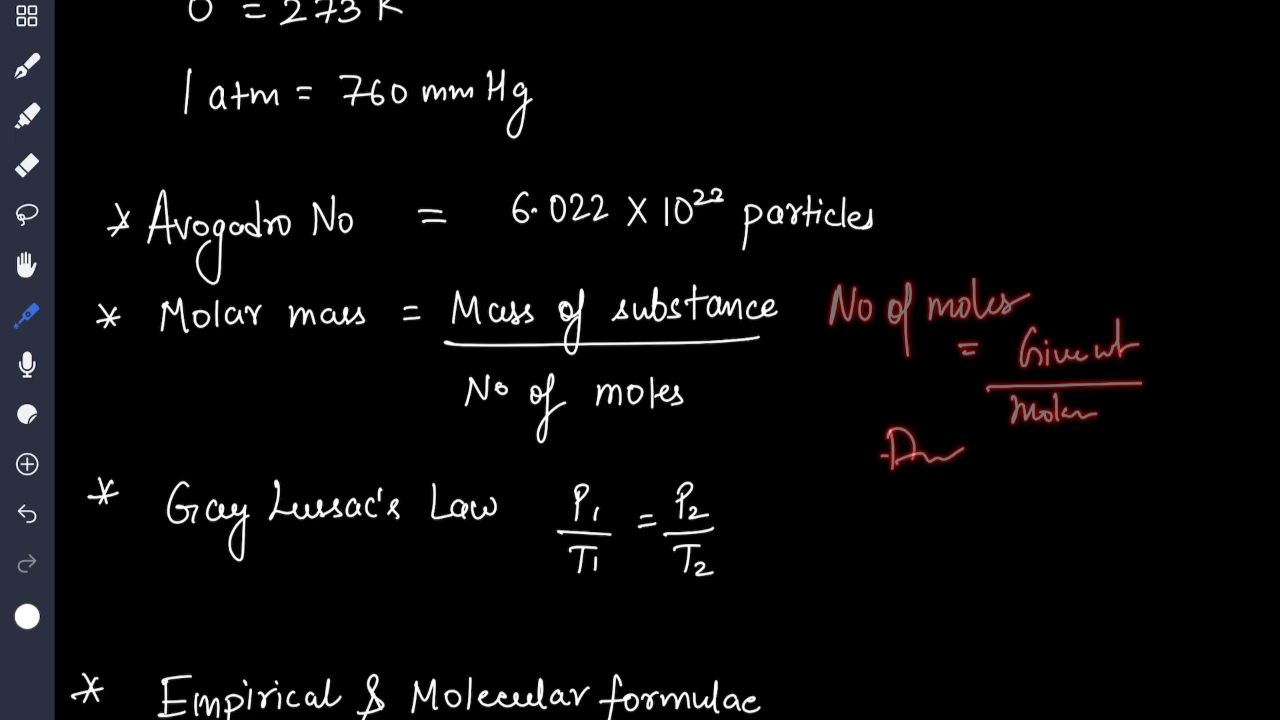 0 = 273 K
1 atm = 760 mm Hg
* Avogadro No = 6.022 X 10²² particles
* Molar mass = Mass of substance
No of moles
No of moles
= Given wt
Molar
* Gay Lussac's Law P₁/T₁ = P₂/T₂
* Empirical & Molecular formulae